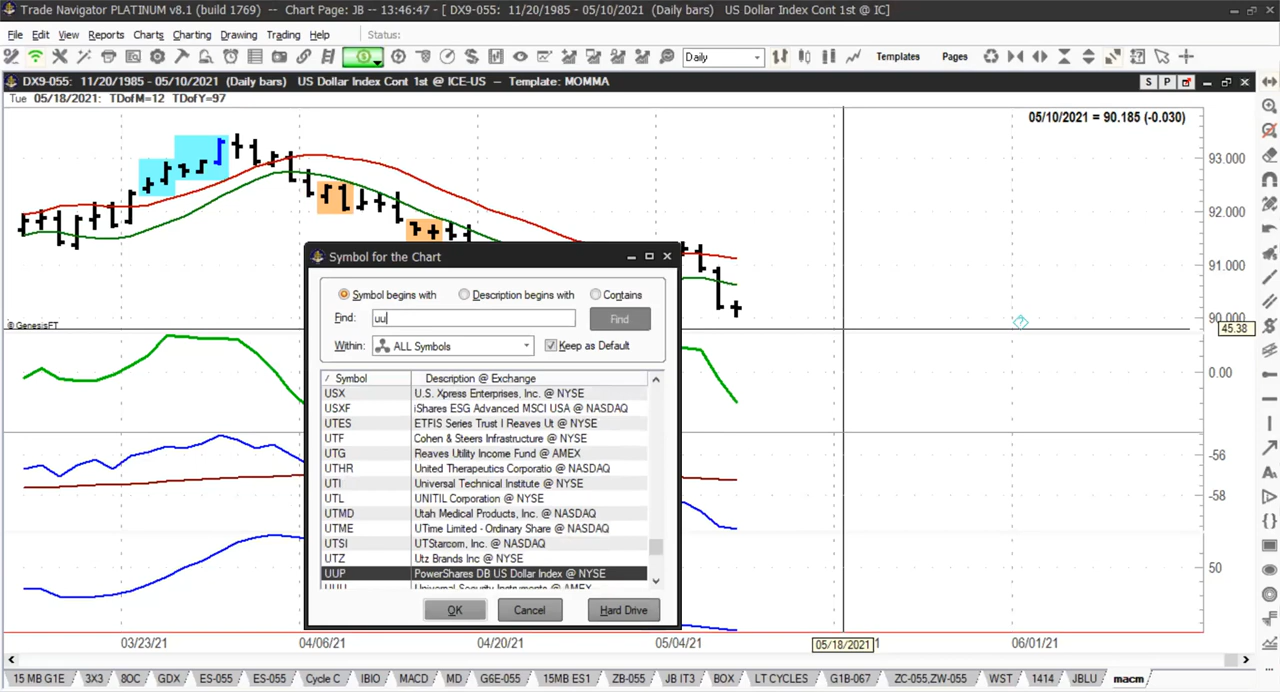 Trade Navigator PLATINUM v8.1 (build 1769) - Chart Page: JB -- 13:46:47 - [ DX9-055: 11/20/1985 - 05/10/2021 (Daily bars) US Dollar Index Cont 1st @ IC]
File Edit View Reports Charts Charting Drawing Trading Help Status:
Daily Templates Pages
DX9-055: 11/20/1985 - 05/10/2021 (Daily bars) US Dollar Index Cont 1st @ ICE-US – Template: MOMMA S P
Tue 05/18/2021: TDofM=12 TDofY=97
05/10/2021 = 90.185 (-0.030)
93.000
92.000
91.000
90.000
45.38
0.00
-56
-58
50
© GenesisFT
Symbol for the Chart
Symbol begins with Description begins with Contains
Find: uu Find
Within: ALL Symbols Keep as Default
/ Symbol Description @ Exchange
USX U.S. Xpress Enterprises, Inc. @ NYSE
USXF iShares ESG Advanced MSCI USA @ NASDAQ
UTES ETFIS Series Trust I Reaves Ut @ NYSE
UTF Cohen & Steers Infrastructure @ NYSE
UTG Reaves Utility Income Fund @ AMEX
UTHR United Therapeutics Corporatio @ NASDAQ
UTI Universal Technical Institute @ NYSE
UTL UNITIL Corporation @ NYSE
UTMD Utah Medical Products, Inc. @ NASDAQ
UTME UTime Limited - Ordinary Share @ NASDAQ
UTSI UTStarcom, Inc. @ NASDAQ
UTZ Utz Brands Inc @ NYSE
UUP PowerShares DB US Dollar Index @ NYSE
UUU Universal Security Instruments @ AMEX
OK Cancel Hard Drive
03/23/21 04/06/21 04/20/21 05/04/21 05/18/2021 06/01/21
15 MB G1E 3X3 8OC GDX ES-055 ES-055 Cycle C IBIO MACD MD G6E-055 15MB ES1 ZB-055 JB IT3 BOX LT CYCLES G1B-067 ZC-055,ZW-055 WST 1414 JBLU macm